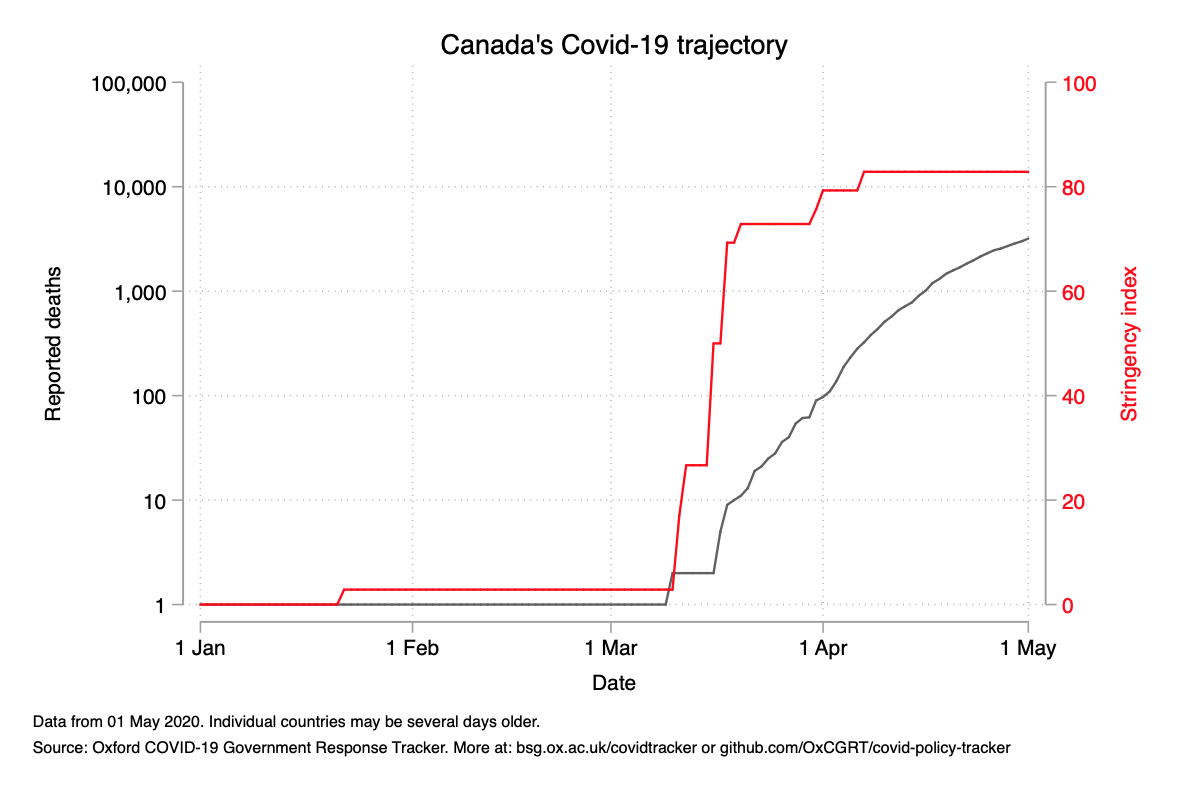 Canada's Covid-19 trajectory
100,000
10,000
1,000
100
10
1
Reported deaths
100
80
60
40
20
0
Stringency index
1 Jan
1 Feb
1 Mar
1 Apr
1 May
Date
Data from 01 May 2020. Individual countries may be several days older.
Source: Oxford COVID-19 Government Response Tracker. More at: bsg.ox.ac.uk/covidtracker or github.com/OxCGRT/covid-policy-tracker